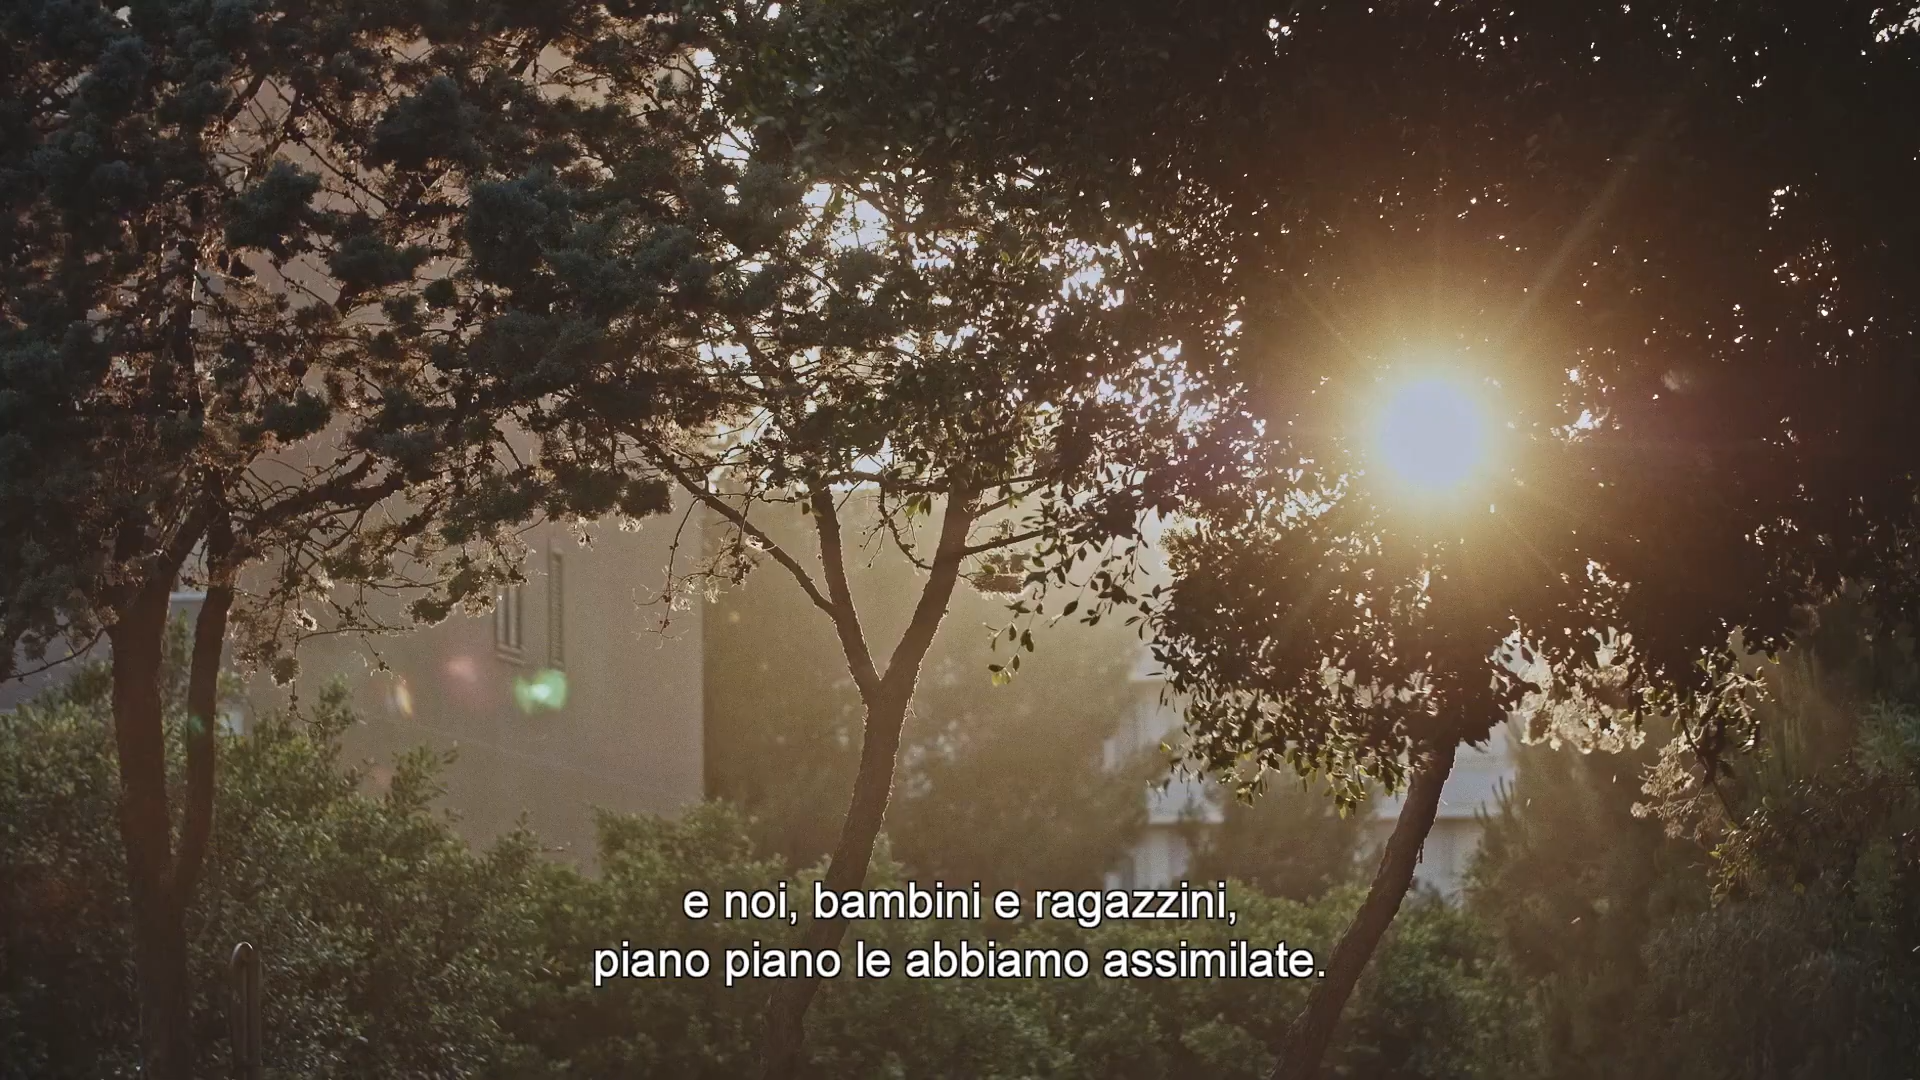 e noi, bambini e ragazzini,
piano piano le abbiamo assimilate.